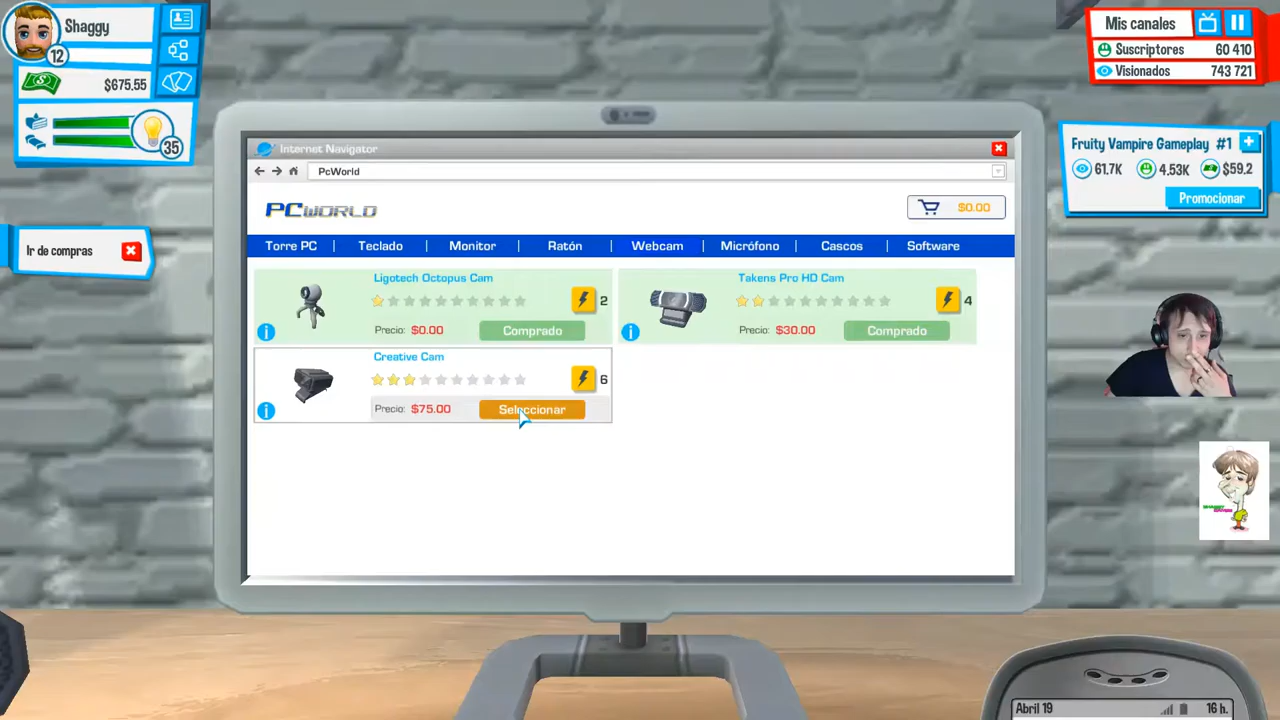 Shaggy
12
$675.55
35
Ir de compras
Mis canales
Suscriptores 60 410
Visionados 743 721
Fruity Vampire Gameplay #1
61.7K 4.53K $59.2
Promocionar
Internet Navigator
PcWorld
PCWORLD
$0.00
Torre PC Teclado Monitor Ratón Webcam Micrófono Cascos Software
Ligotech Octopus Cam
2
Precio: $0.00 Comprado
Takens Pro HD Cam
4
Precio: $30.00 Comprado
Creative Cam
6
Precio: $75.00 Seleccionar
Abril 19 16 h.